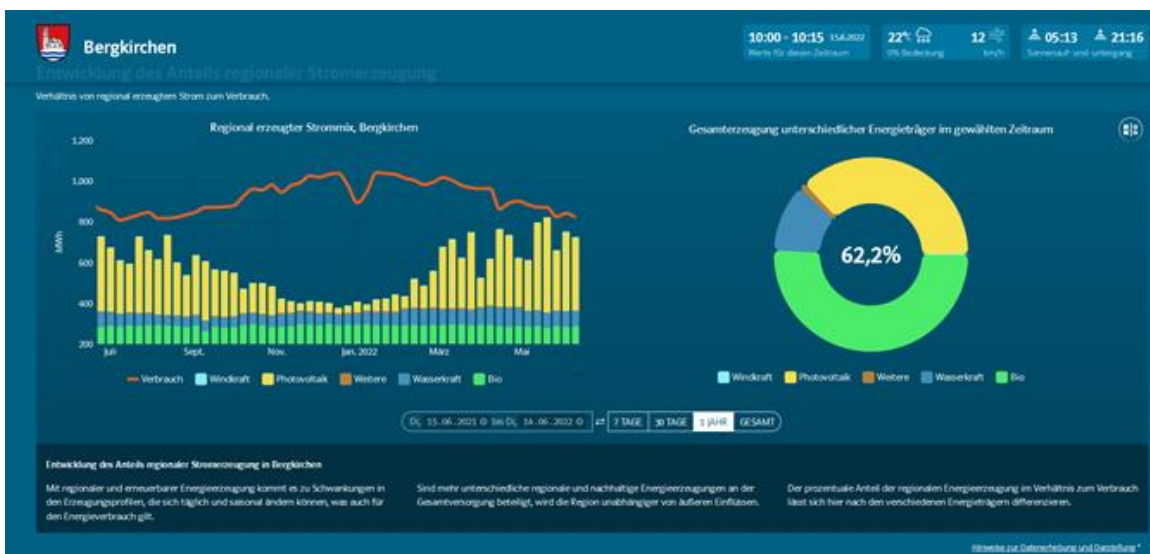 Bergkirchen
10:00 - 10:15 15.6.2022
Werte für diesen Zeitraum
22°C
0% Bedeckung
12
km/h
05:13 21:16
Sonnenauf- und untergang
Entwicklung des Anteils regionaler Stromerzeugung
Verhältnis von regional erzeugtem Strom zum Verbrauch.
Regional erzeugter Strommix, Bergkirchen
1,200
1,000
800
600
400
200
MWh
Juli Sept. Nov. Jan. 2022 März Mai
Verbrauch Windkraft Photovoltaik Weitere Wasserkraft Bio
Gesamterzeugung unterschiedlicher Energieträger im gewählten Zeitraum
62,2%
Windkraft Photovoltaik Weitere Wasserkraft Bio
Di, 15.06.2021 bis Di, 14.06.2022 7 TAGE 30 TAGE 1 JAHR GESAMT
Entwicklung des Anteils regionaler Stromerzeugung in Bergkirchen
Mit regionaler und erneuerbarer Energieerzeugung kommt es zu Schwankungen in
den Erzeugungsprofilen, die sich täglich und saisonal ändern können, was auch für
den Energieverbrauch gilt.
Sind mehr unterschiedliche regionale und nachhaltige Energieerzeugungen an der
Gesamtversorgung beteiligt, wird die Region unabhängiger von äußeren Einflüssen.
Der prozentuale Anteil der regionalen Energieerzeugung im Verhältnis zum Verbrauch
lässt sich hier nach den verschiedenen Energieträgern differenzieren.
Hinweise zur Datenerhebung und Darstellung